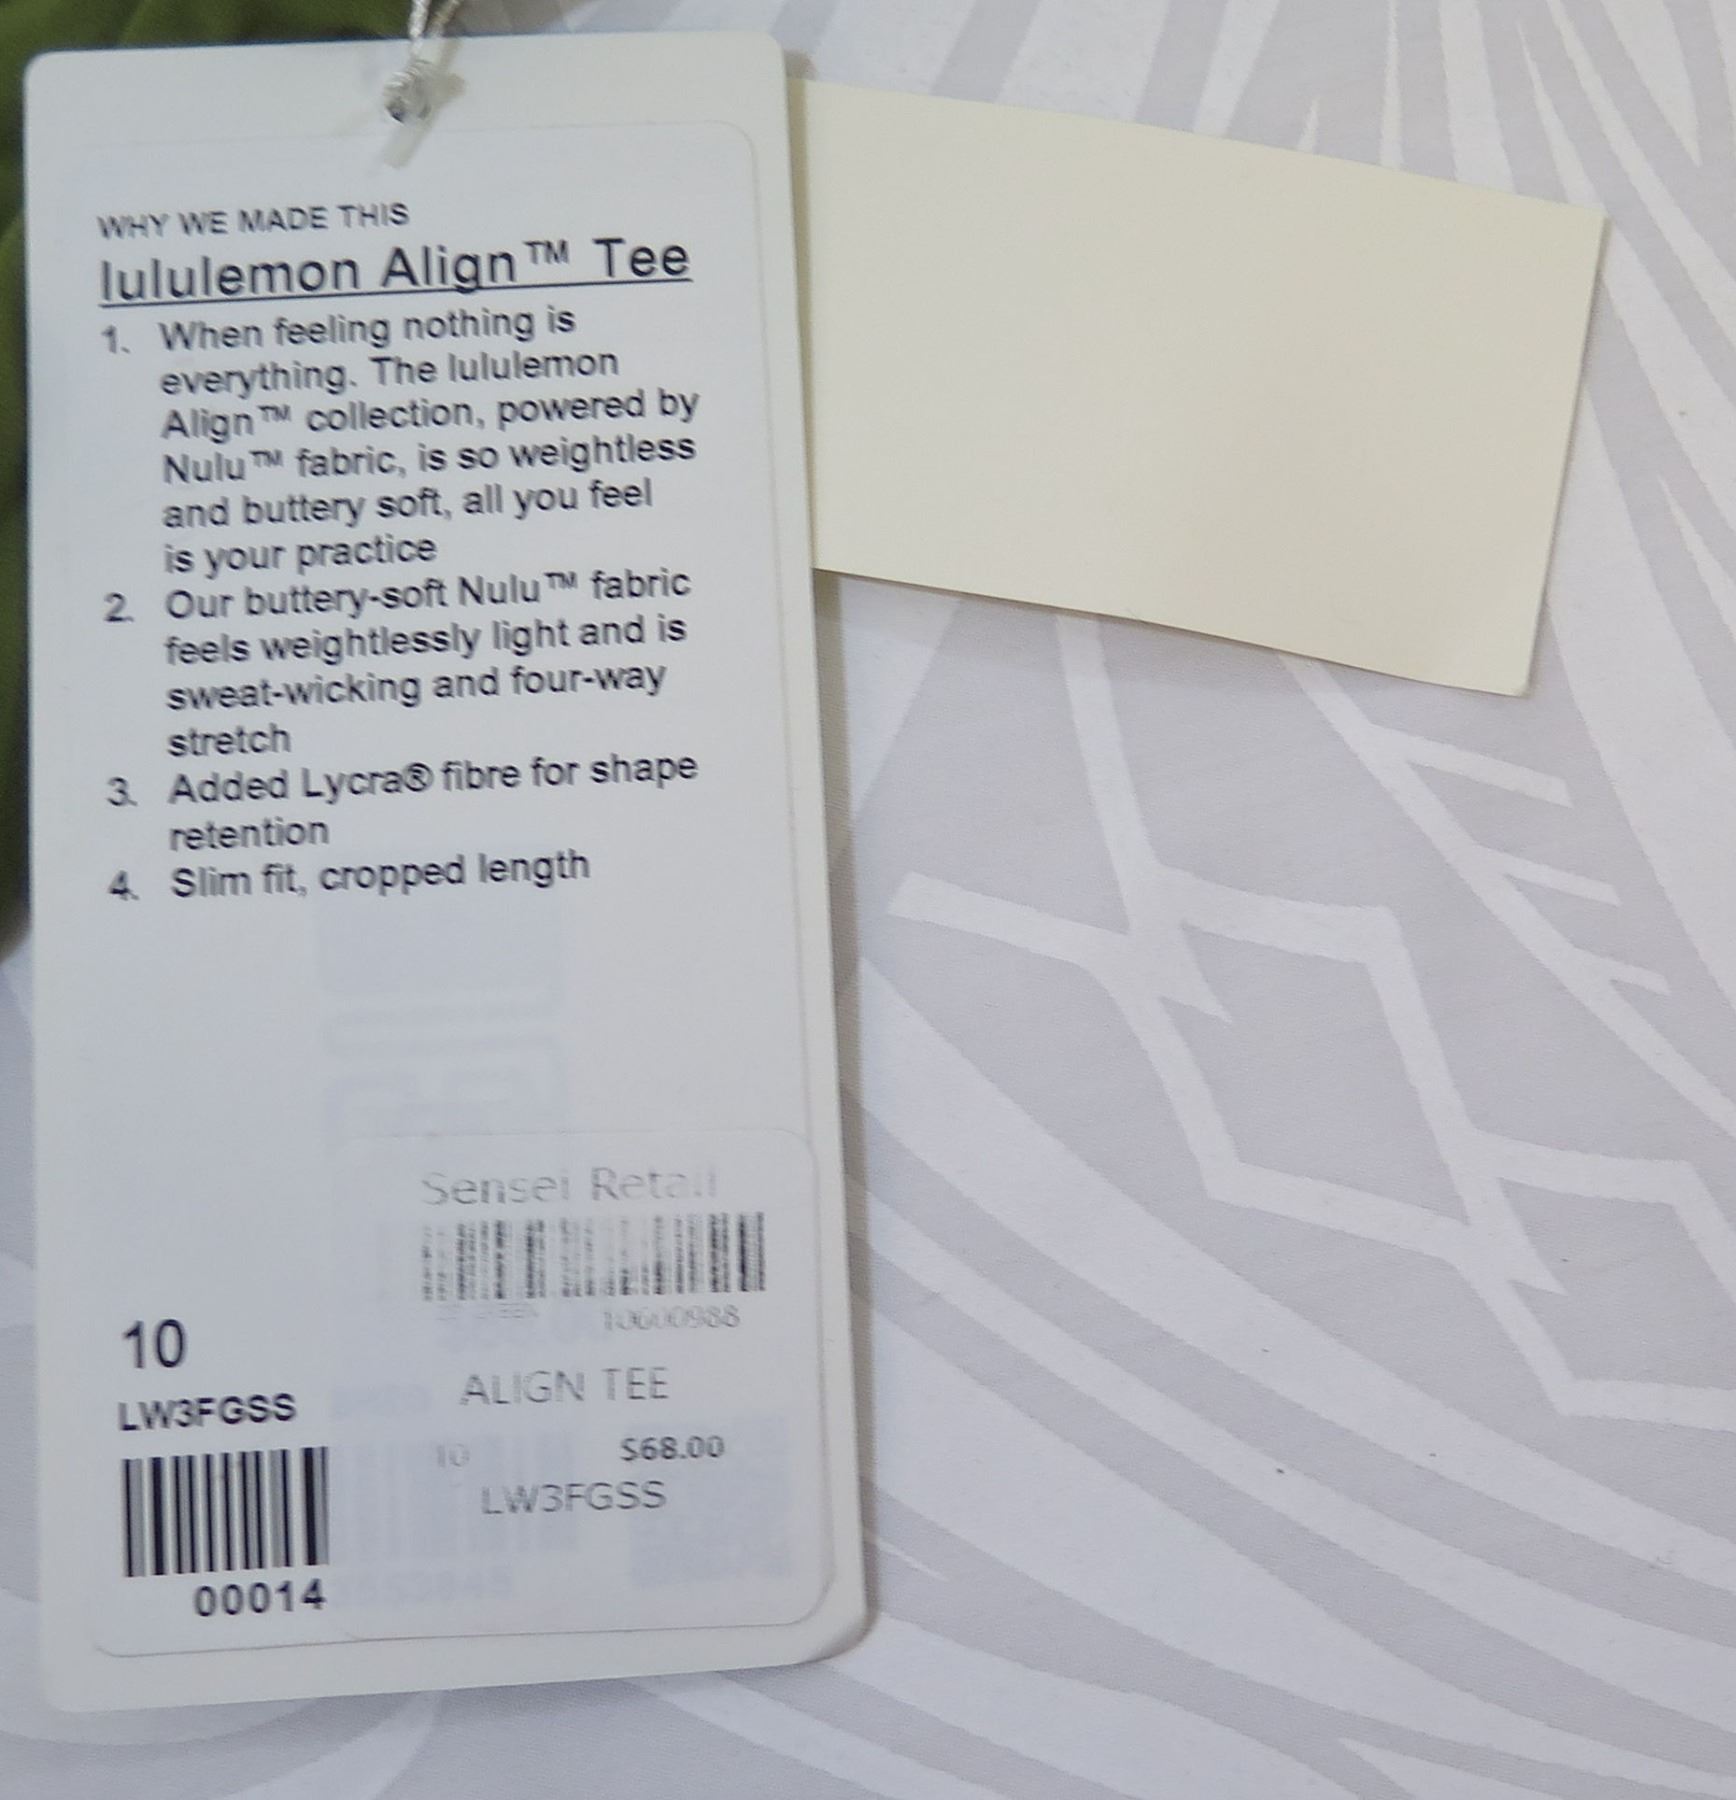 WHY WE MADE THIS
lululemon Align™ Tee
1. When feeling nothing is
everything. The lululemon
Align™ collection, powered by
Nulu™ fabric, is so weightless
and buttery soft, all you feel
is your practice
2. Our buttery-soft Nulu™ fabric
feels weightlessly light and is
sweat-wicking and four-way
stretch
3. Added Lycra® fibre for shape
retention
4. Slim fit, cropped length
Sensei Retail
10600988
10
ALIGN TEE
LW3FGSS
10 $68.00
LW3FGSS
00014